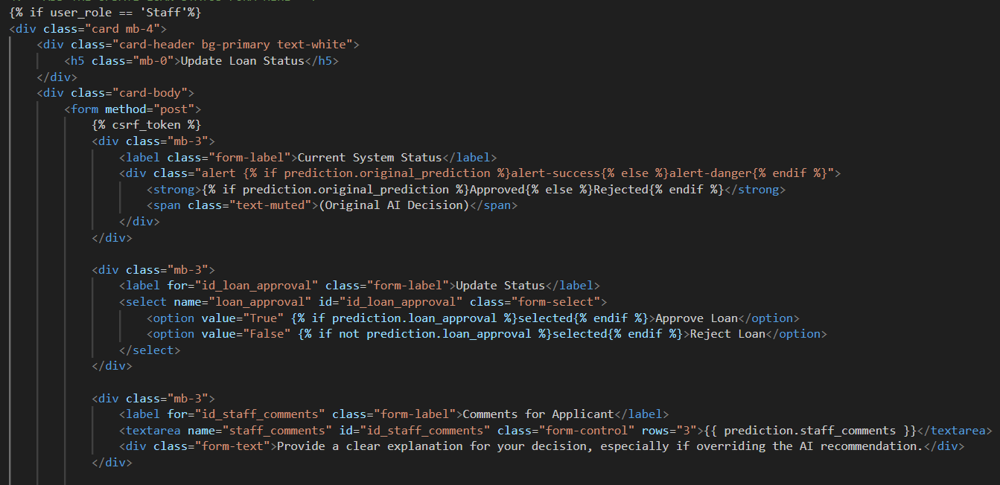 {% if user_role == 'Staff'%}
<div class="card mb-4">
<div class="card-header bg-primary text-white">
<h5 class="mb-0">Update Loan Status</h5>
</div>
<div class="card-body">
<form method="post">
{% csrf_token %}
<div class="mb-3">
<label class="form-label">Current System Status</label>
<div class="alert {% if prediction.original_prediction %}alert-success{% else %}alert-danger{% endif %}">
<strong>{% if prediction.original_prediction %}Approved{% else %}Rejected{% endif %}</strong>
<span class="text-muted">(Original AI Decision)</span>
</div>
</div>
<div class="mb-3">
<label for="id_loan_approval" class="form-label">Update Status</label>
<select name="loan_approval" id="id_loan_approval" class="form-select">
<option value="True" {% if prediction.loan_approval %}selected{% endif %}>Approve Loan</option>
<option value="False" {% if not prediction.loan_approval %}selected{% endif %}>Reject Loan</option>
</select>
</div>
<div class="mb-3">
<label for="id_staff_comments" class="form-label">Comments for Applicant</label>
<textarea name="staff_comments" id="id_staff_comments" class="form-control" rows="3">{{ prediction.staff_comments }}</textarea>
<div class="form-text">Provide a clear explanation for your decision, especially if overriding the AI recommendation.</div>
</div>